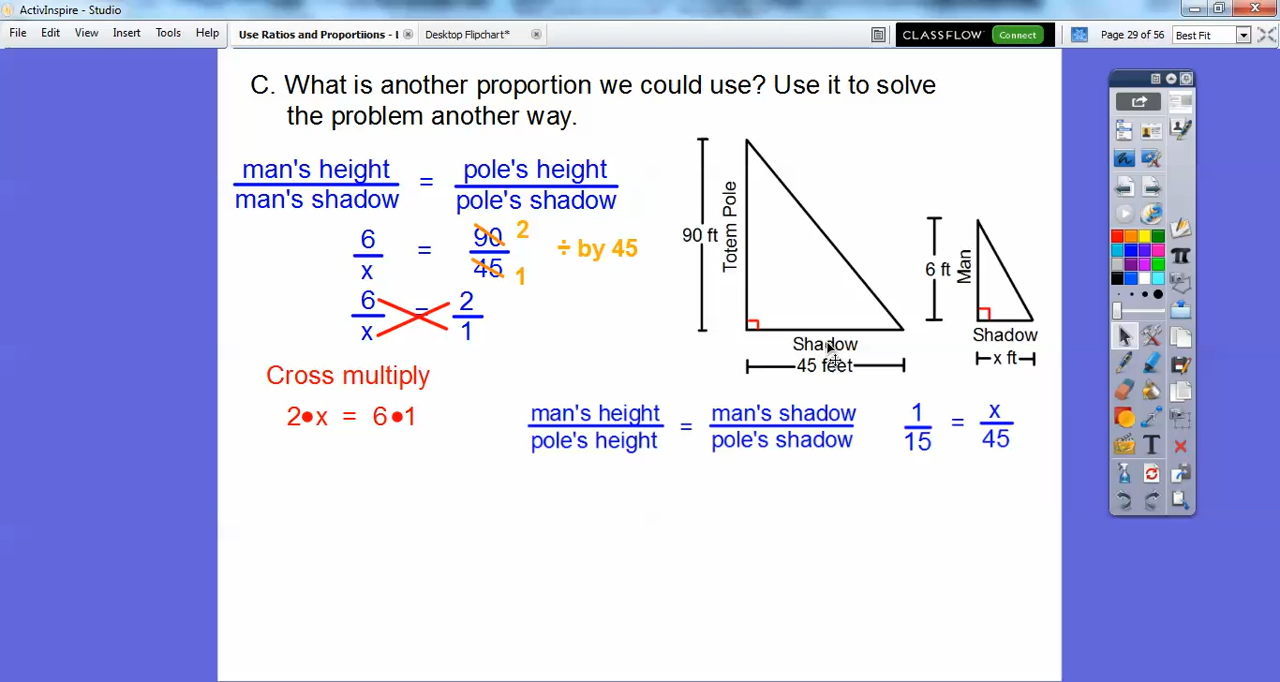 ActivInspire - Studio
File Edit View Insert Tools Help
Use Ratios and Proportiions - I
Desktop Flipchart*
CLASSFLOW Connect
Page 29 of 56
Best Fit
C. What is another proportion we could use? Use it to solve
the problem another way.
man's height = pole's height
man's shadow pole's shadow
6 = 90 2 ÷ by 45
x 45 1
6 = 2
x 1
Cross multiply
2•x = 6•1
90 ft
Totem Pole
Shadow
45 feet
6 ft
Man
Shadow
x ft
man's height = man's shadow
pole's height pole's shadow
1 = x
15 45
T